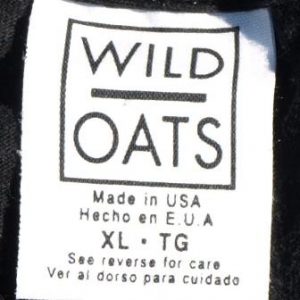 WILD
OATS
Made in USA
Hecho en E.U.A
XL · TG
See reverse for care
Ver al dorso para cuidado